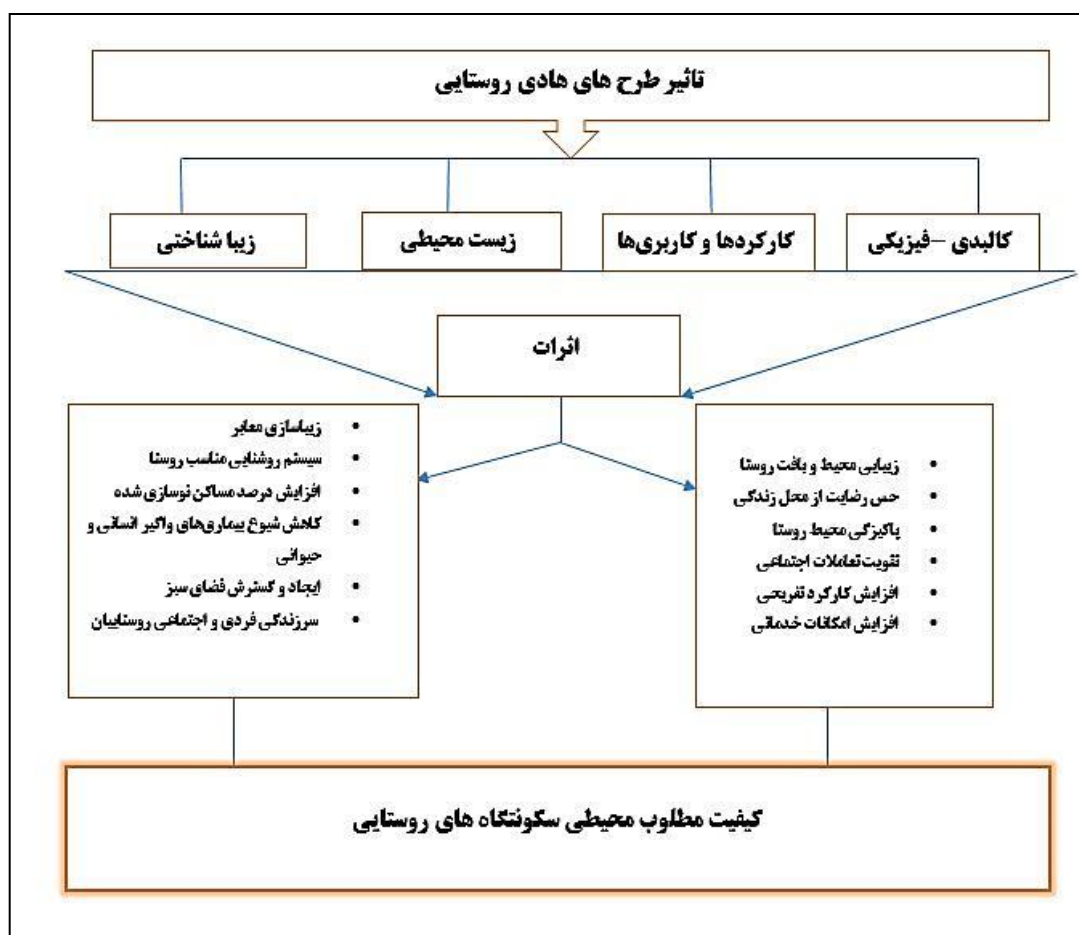 تاثیر طرح های هادی روستایی
کالبدی – فیزیکی
کارکردها و کاربری‌ها
زیست محیطی
زیبا شناختی
اثرات
• زیبایی محیط و بافت روستا
• حس رضایت از محل زندگی
• پاکیزگی محیط روستا
• تقویت تعاملات اجتماعی
• افزایش کارکرد تفریحی
• افزایش امکانات خدماتی
• زیباسازی معابر
• سیستم روشنایی مناسب روستا
• افزایش درصد مساکن نوسازی شده
• کاهش شیوع بیماری‌های واگیر انسانی و
حیوانی
• ایجاد و گسترش فضای سبز
• سرزندگی فردی و اجتماعی روستاییان
کیفیت مطلوب محیطی سکونتگاه های روستایی